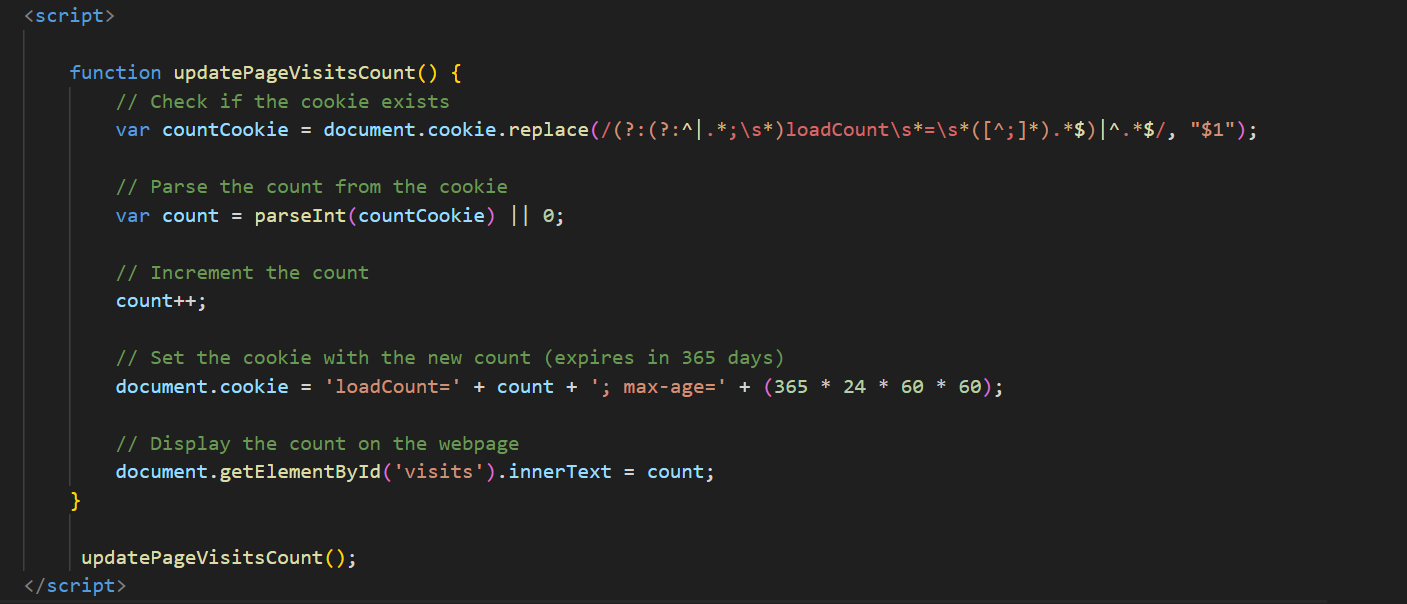 <script>
function updatePageVisitsCount() {
// Check if the cookie exists
var countCookie = document.cookie.replace(/(?:(?:^|.*;\s*)loadCount\s*=\s*([^;]*).*$)|^.*$/, "$1");
// Parse the count from the cookie
var count = parseInt(countCookie) || 0;
// Increment the count
count++;
// Set the cookie with the new count (expires in 365 days)
document.cookie = 'loadCount=' + count + '; max-age=' + (365 * 24 * 60 * 60);
// Display the count on the webpage
document.getElementById('visits').innerText = count;
}
updatePageVisitsCount();
</script>